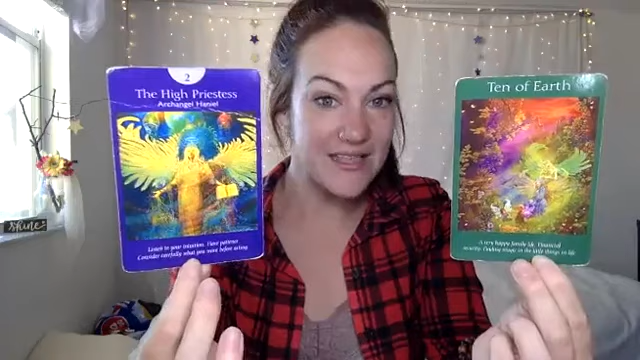 2
The High Priestess
Archangel Haniel
Listen to your intuition. Have patience
Consider carefully what you want before acting.
Ten of Earth
A very happy family life. Financial
security. Finding magic in the little things in life.
shine